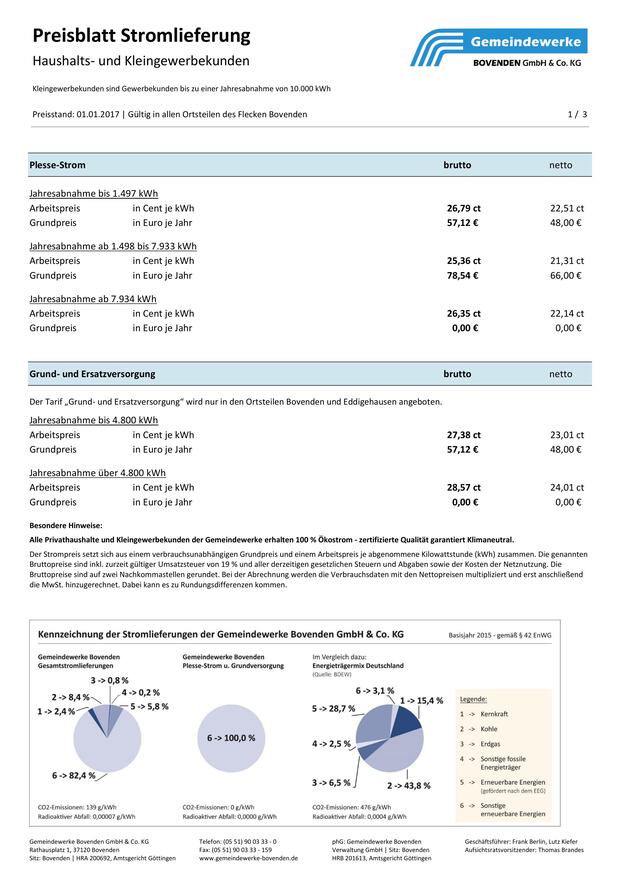 Preisblatt Stromlieferung
Haushalts- und Kleingewerbekunden
Gemeindewerke
BOVENDEN GmbH & Co. KG
Kleingewerbekunden sind Gewerbekunden bis zu einer Jahresabnahme von 10.000 kWh
Preisstand: 01.01.2017 | Gültig in allen Ortsteilen des Flecken Bovenden 1 / 3
Plesse-Strom brutto netto
Jahresabnahme bis 1.497 kWh
Arbeitspreis in Cent je kWh 26,79 ct 22,51 ct
Grundpreis in Euro je Jahr 57,12 € 48,00 €
Jahresabnahme ab 1.498 bis 7.933 kWh
Arbeitspreis in Cent je kWh 25,36 ct 21,31 ct
Grundpreis in Euro je Jahr 78,54 € 66,00 €
Jahresabnahme ab 7.934 kWh
Arbeitspreis in Cent je kWh 26,35 ct 22,14 ct
Grundpreis in Euro je Jahr 0,00 € 0,00 €
Grund- und Ersatzversorgung brutto netto
Der Tarif „Grund- und Ersatzversorgung“ wird nur in den Ortsteilen Bovenden und Eddigehausen angeboten.
Jahresabnahme bis 4.800 kWh
Arbeitspreis in Cent je kWh 27,38 ct 23,01 ct
Grundpreis in Euro je Jahr 57,12 € 48,00 €
Jahresabnahme über 4.800 kWh
Arbeitspreis in Cent je kWh 28,57 ct 24,01 ct
Grundpreis in Euro je Jahr 0,00 € 0,00 €
Besondere Hinweise:
Alle Privathaushalte und Kleingewerbekunden der Gemeindewerke erhalten 100 % Ökostrom - zertifizierte Qualität garantiert Klimaneutral.
Der Strompreis setzt sich aus einem verbrauchsunabhängigen Grundpreis und einem Arbeitspreis je abgenommene Kilowattstunde (kWh) zusammen. Die genannten
Bruttopreise sind inkl. zurzeit gültiger Umsatzsteuer von 19 % und aller derzeitigen gesetzlichen Steuern und Abgaben sowie der Kosten der Netznutzung. Die
Bruttopreise sind auf zwei Nachkommastellen gerundet. Bei der Abrechnung werden die Verbrauchsdaten mit den Nettopreisen multipliziert und erst anschließend
die MwSt. hinzugerechnet. Dabei kann es zu Rundungsdifferenzen kommen.
Kennzeichnung der Stromlieferungen der Gemeindewerke Bovenden GmbH & Co. KG Basisjahr 2015 - gemäß § 42 EnWG
Gemeindewerke Bovenden
Gesamtstromlieferungen
3 -> 0,8 %
2 -> 8,4 %
4 -> 0,2 %
1 -> 2,4 %
5 -> 5,8 %
6 -> 82,4 %
CO2-Emissionen: 139 g/kWh
Radioaktiver Abfall: 0,00007 g/kWh
Gemeindewerke Bovenden
Plesse-Strom u. Grundversorgung
6 -> 100,0 %
CO2-Emissionen: 0 g/kWh
Radioaktiver Abfall: 0,0000 g/kWh
Im Vergleich dazu:
Energieträgermix Deutschland
(Quelle: BDEW)
6 -> 3,1 %
1 -> 15,4 %
5 -> 28,7 %
4 -> 2,5 %
3 -> 6,5 %
2 -> 43,8 %
CO2-Emissionen: 476 g/kWh
Radioaktiver Abfall: 0,0004 g/kWh
Legende:
1 -> Kernkraft
2 -> Kohle
3 -> Erdgas
4 -> Sonstige fossile
Energieträger
5 -> Erneuerbare Energien
(gefördert nach dem EEG)
6 -> Sonstige
erneuerbare Energien
Gemeindewerke Bovenden GmbH & Co. KG
Rathausplatz 1, 37120 Bovenden
Sitz: Bovenden | HRA 200692, Amtsgericht Göttingen
Telefon: (05 51) 90 03 33 - 0
Fax: (05 51) 90 03 33 - 159
www.gemeindewerke-bovenden.de
phG: Gemeindewerke Bovenden
Verwaltung GmbH | Sitz: Bovenden
HRB 201613, Amtsgericht Göttingen
Geschäftsführer: Frank Berlin, Lutz Kiefer
Aufsichtsratsvorsitzender: Thomas Brandes